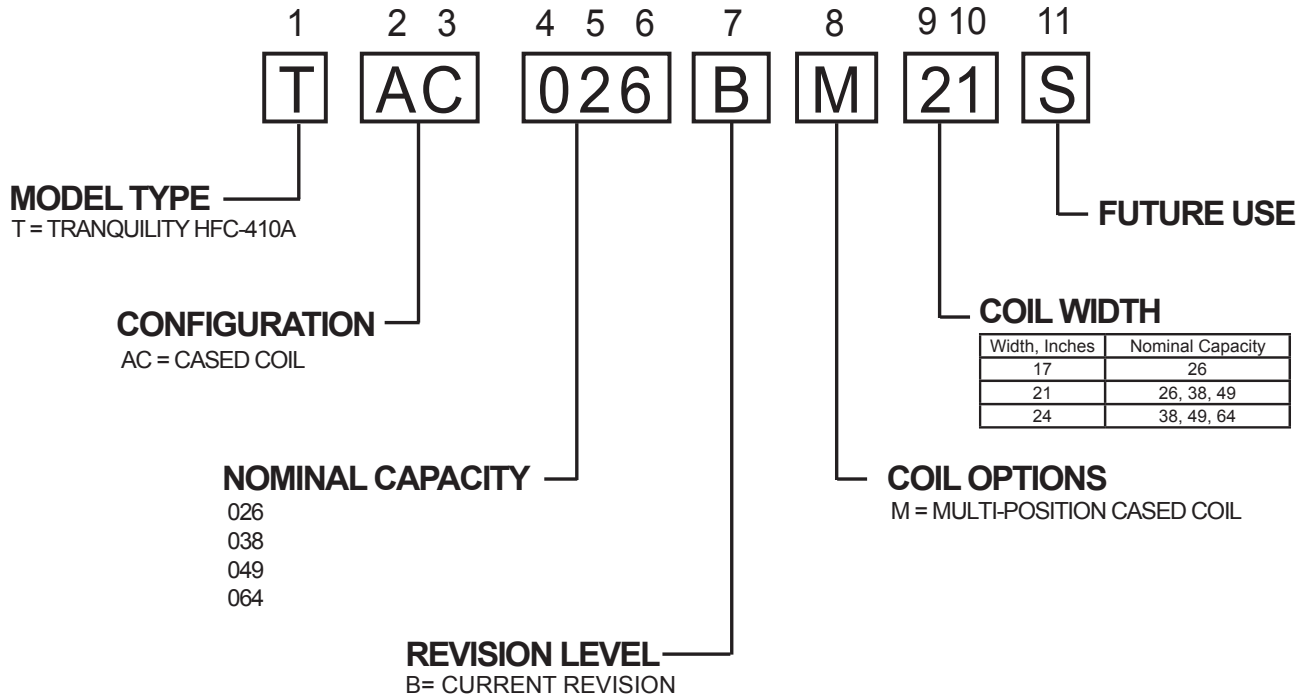 1 2 3 4 5 6 7 8 9 10 11
T AC 026 B M 21 S
MODEL TYPE
T = TRANQUILITY HFC-410A
FUTURE USE
CONFIGURATION
AC = CASED COIL
COIL WIDTH
Width, Inches Nominal Capacity
17 26
21 26, 38, 49
24 38, 49, 64
NOMINAL CAPACITY
026
038
049
064
COIL OPTIONS
M = MULTI-POSITION CASED COIL
REVISION LEVEL
B= CURRENT REVISION